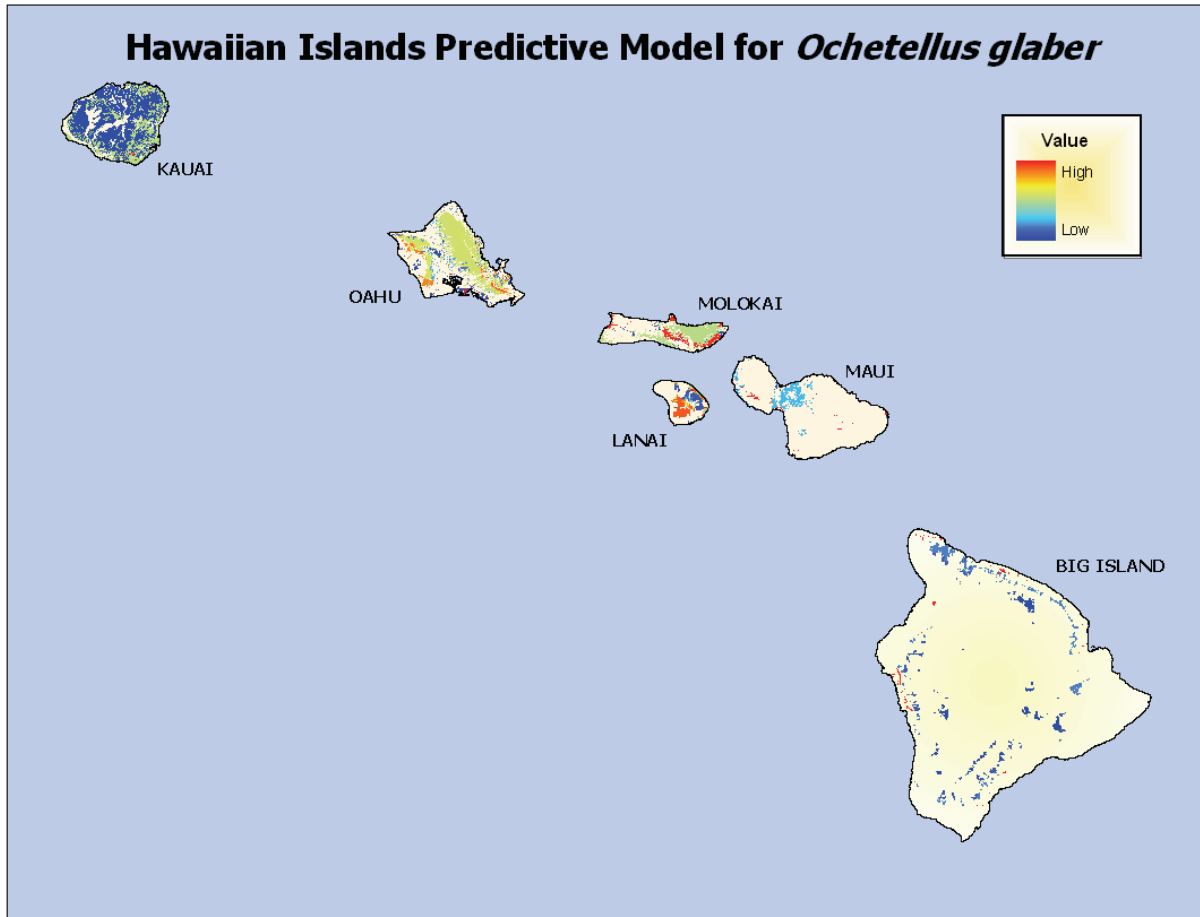 Hawaiian Islands Predictive Model for Ochetellus glaber
KAUAI
Value
High
Low
OAHU
MOLOKAI
MAUI
LANAI
BIG ISLAND